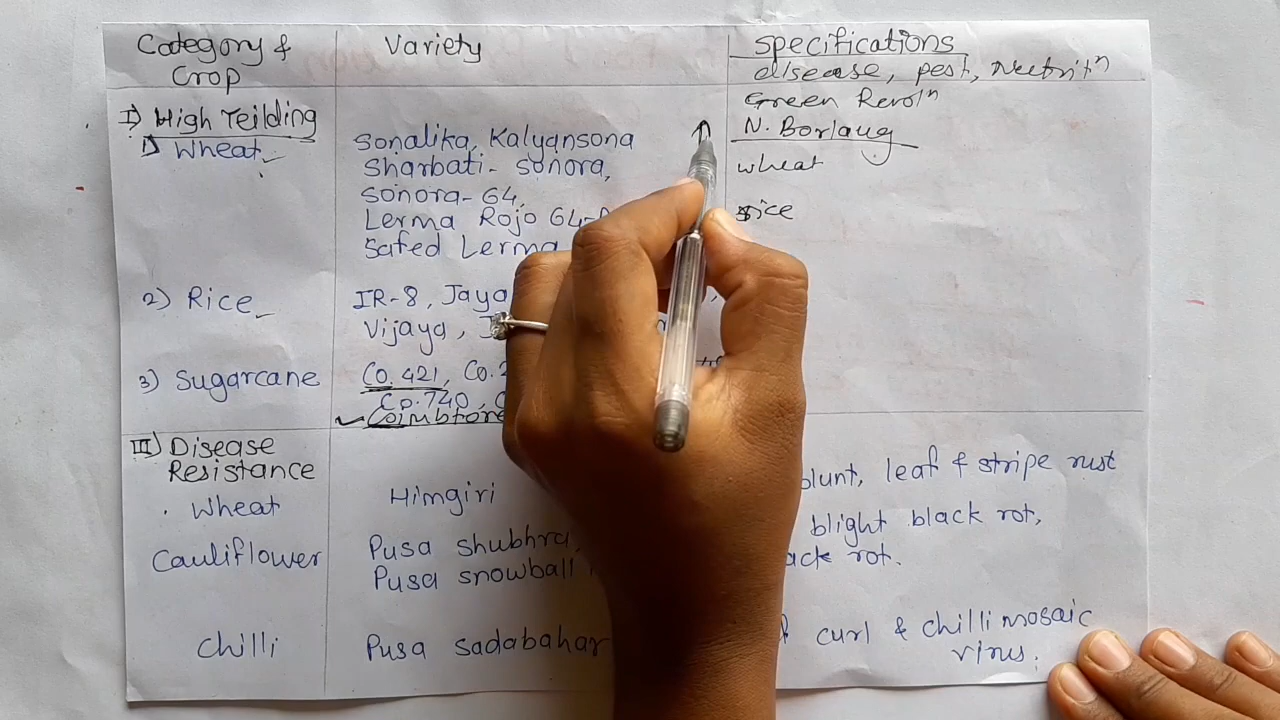 Category & Variety Specifications
Crop disease, pest, Nutritⁿ
Green Revolⁿ
I) High Yeilding N. Borlaug
1) Wheat Sonalika, Kalyansona wheat
Sharbati- sonora,
sonora-64, rice
Lerma Rojo 64-
Safed Lerma
2) Rice IR-8, Jaya
Vijaya,
3) Sugarcane Co. 421, Co.
Co.740,
Coimbtore
II) Disease
Resistance blunt, leaf & stripe rust
Wheat Himgiri
Cauliflower Pusa shubhra, blight black rot,
Pusa snowball rot.
Chilli Pusa sadabahar curl & chilli mosaic
virus.